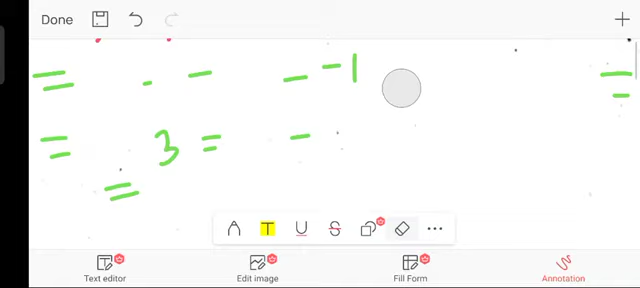 Done
= . - - -1 =
= 3 = -
=
T U S
Text editor Edit image Fill Form Annotation